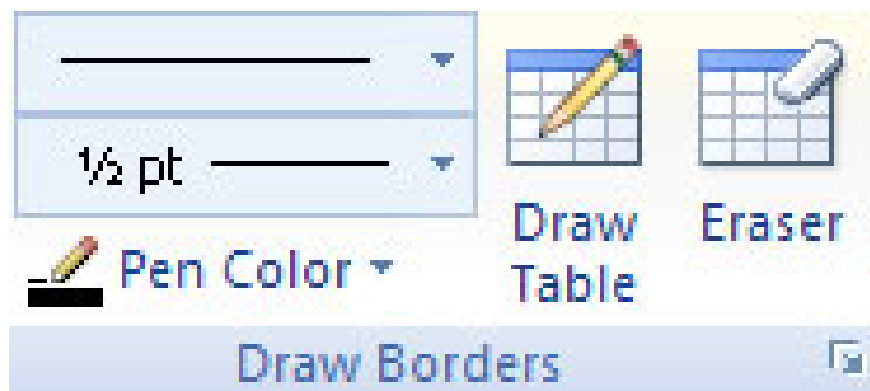 ½ pt
Pen Color
Draw
Table
Eraser
Draw Borders